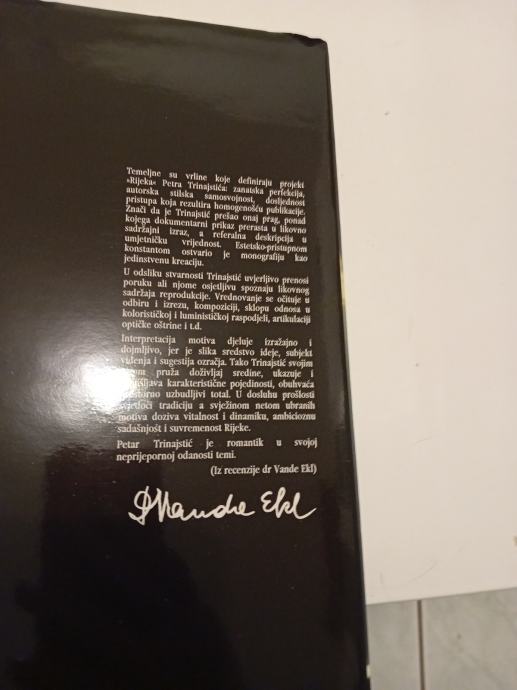 Temeljne su vrline koje definiraju projekt
»Rijeka« Petra Trinajstića: zanatska perfekcija,
autorska stilska samosvojnost, dosljednost
pristupa koja rezultira homogenošću publikacije.
Znači da je Trinajstić prešao onaj prag, ponad
kojega dokumentarni prikaz prerasta u likovno
sadržajni izraz, a referalna deskripcija u
umjetničku vrijednost. Estetsko-pristupnom
konstantom ostvario je monografiju kao
jedinstvenu kreaciju.
U odsliku stvarnosti Trinajstić uvjerljivo prenosi
poruku ali njome osjetljivo spoznaju likovnog
sadržaja reprodukcije. Vrednovanje se očituje u
odbiru i izrezu, kompoziciji, sklopu odnosa u
kolorističkoj i luminističkoj raspodjeli, artikulaciji
optičke oštrine i t.d.
Interpretacija motiva djeluje izražajno i
dojmljivo, jer je slika sredstvo ideje, subjekt
viđenja i sugestija ozračja. Tako Trinajstić svojim
pruža doživljaj sredine, ukazuje i
karakteristične pojedinosti, obuhvaća
uzbudljivi total. U dosluhu prošlosti
svjedoči tradiciju a svježinom netom ubranih
motiva doziva vitalnost i dinamiku, ambicioznu
sadašnjost i suvremenost Rijeke.
Petar Trinajstić je romantik u svojoj
neprijepornoj odanosti temi.
(Iz recenzije dr Vande Ekl)
Vanda Ekl